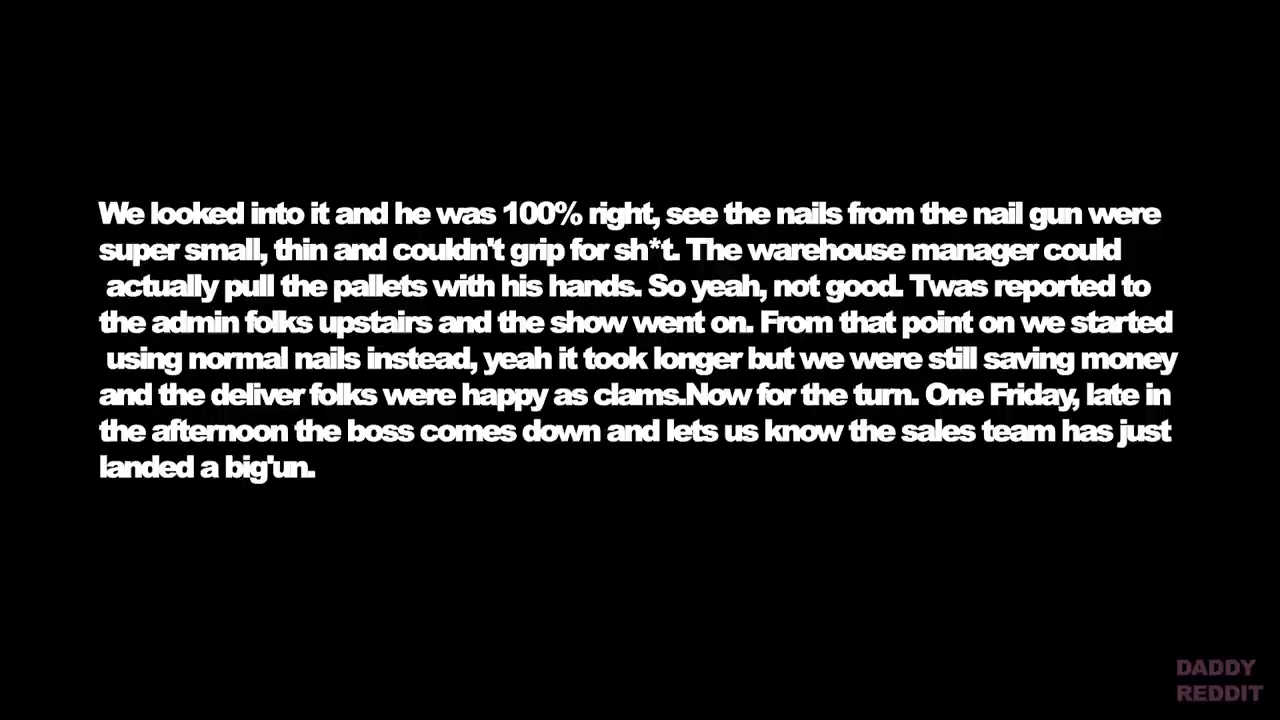 We looked into it and he was 100% right, see the nails from the nail gun were
super small, thin and couldn't grip for sh*t. The warehouse manager could
actually pull the pallets with his hands. So yeah, not good. Twas reported to
the admin folks upstairs and the show went on. From that point on we started
using normal nails instead, yeah it took longer but we were still saving money
and the deliver folks were happy as clams.Now for the turn. One Friday, late in
the afternoon the boss comes down and lets us know the sales team has just
landed a big'un.
DADDY
REDDIT